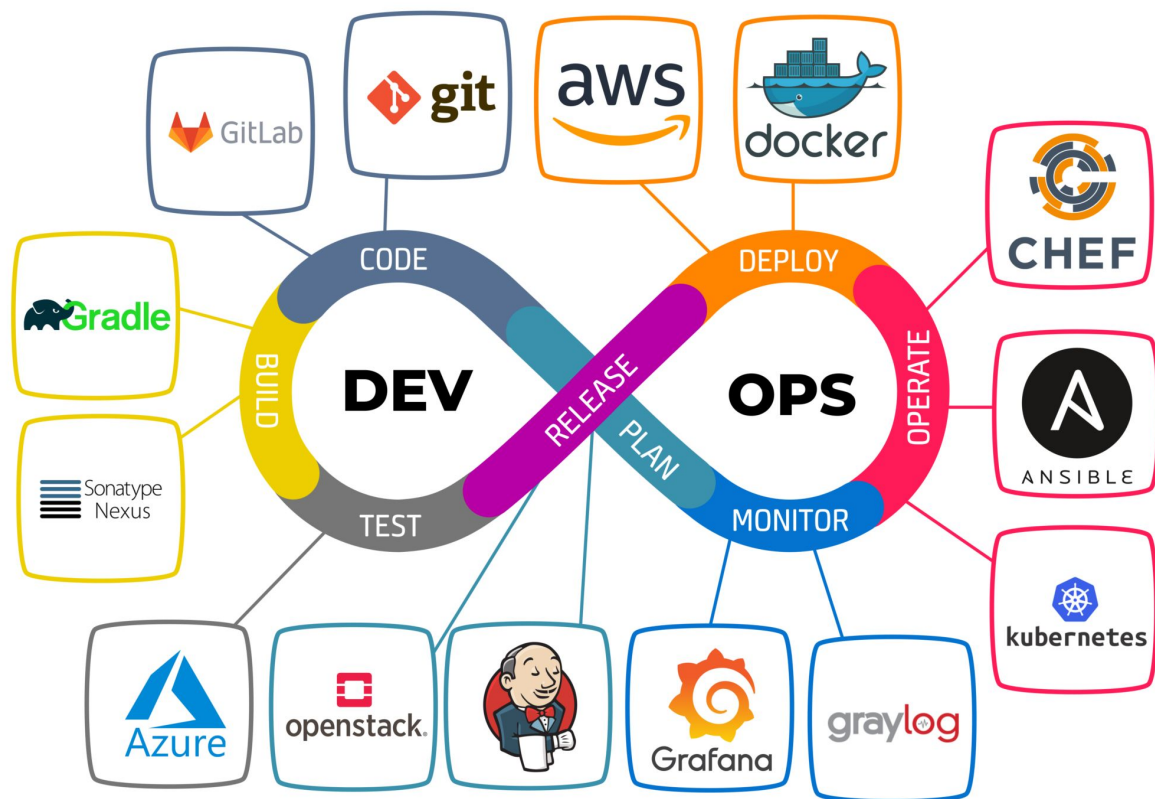 GitLab
git
aws
docker
CHEF
Gradle
CODE
DEPLOY
BUILD
DEV
RELEASE
PLAN
OPS
OPERATE
ANSIBLE
Sonatype
Nexus
TEST
MONITOR
kubernetes
Azure
openstack.
Grafana
graylog